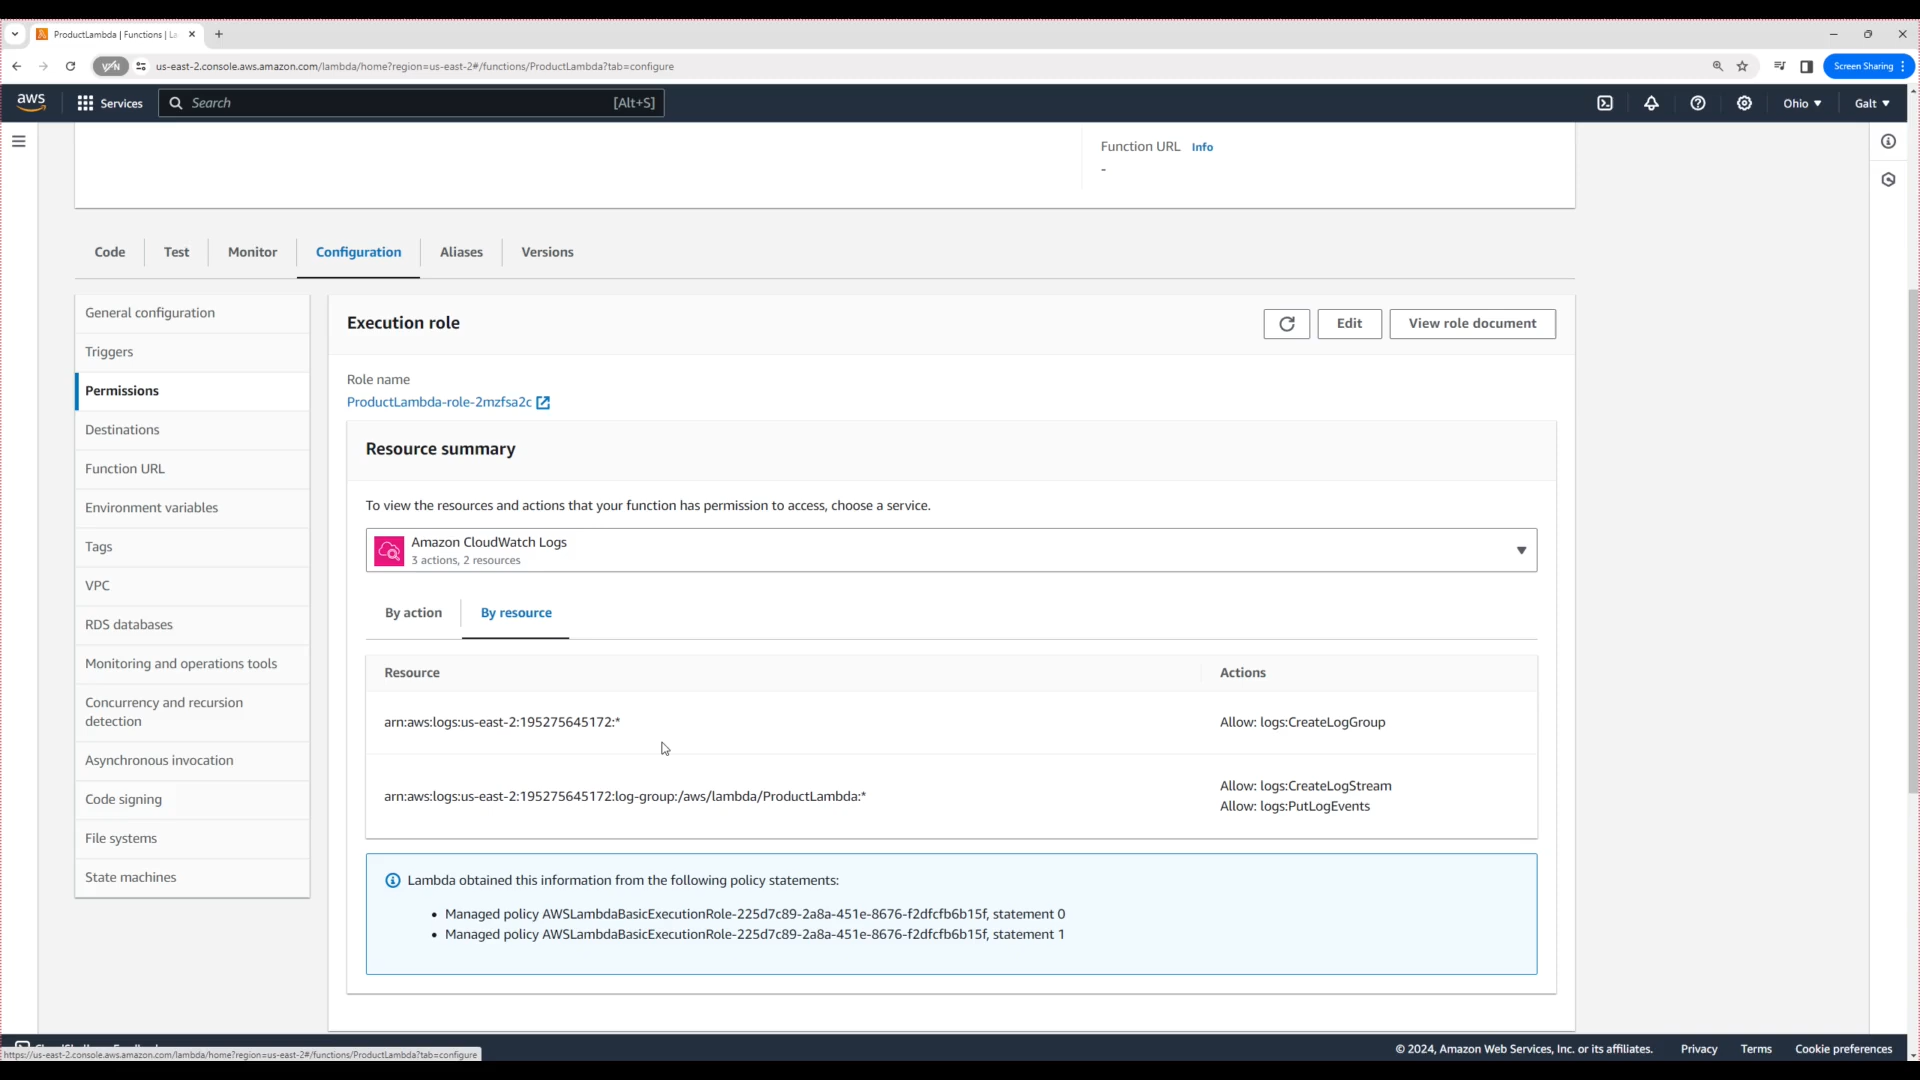 ProductLambda | Functions | La
VPN
us-east-2.console.aws.amazon.com/lambda/home?region=us-east-2#/functions/ProductLambda?tab=configure
Screen Sharing
aws
Services
Search
[Alt+S]
Ohio ▼
Galt ▼
Function URL Info
-
Code
Test
Monitor
Configuration
Aliases
Versions
General configuration
Triggers
Permissions
Destinations
Function URL
Environment variables
Tags
VPC
RDS databases
Monitoring and operations tools
Concurrency and recursion
detection
Asynchronous invocation
Code signing
File systems
State machines
Execution role
Edit
View role document
Role name
ProductLambda-role-2mzfsa2c
Resource summary
To view the resources and actions that your function has permission to access, choose a service.
Amazon CloudWatch Logs
3 actions, 2 resources
By action
By resource
Resource
Actions
arn:aws:logs:us-east-2:195275645172:*
Allow: logs:CreateLogGroup
arn:aws:logs:us-east-2:195275645172:log-group:/aws/lambda/ProductLambda:*
Allow: logs:CreateLogStream
Allow: logs:PutLogEvents
Lambda obtained this information from the following policy statements:
• Managed policy AWSLambdaBasicExecutionRole-225d7c89-2a8a-451e-8676-f2dfcfb6b15f, statement 0
• Managed policy AWSLambdaBasicExecutionRole-225d7c89-2a8a-451e-8676-f2dfcfb6b15f, statement 1
https://us-east-2.console.aws.amazon.com/lambda/home?region=us-east-2#/functions/ProductLambda?tab=configure
© 2024, Amazon Web Services, Inc. or its affiliates.
Privacy
Terms
Cookie preferences